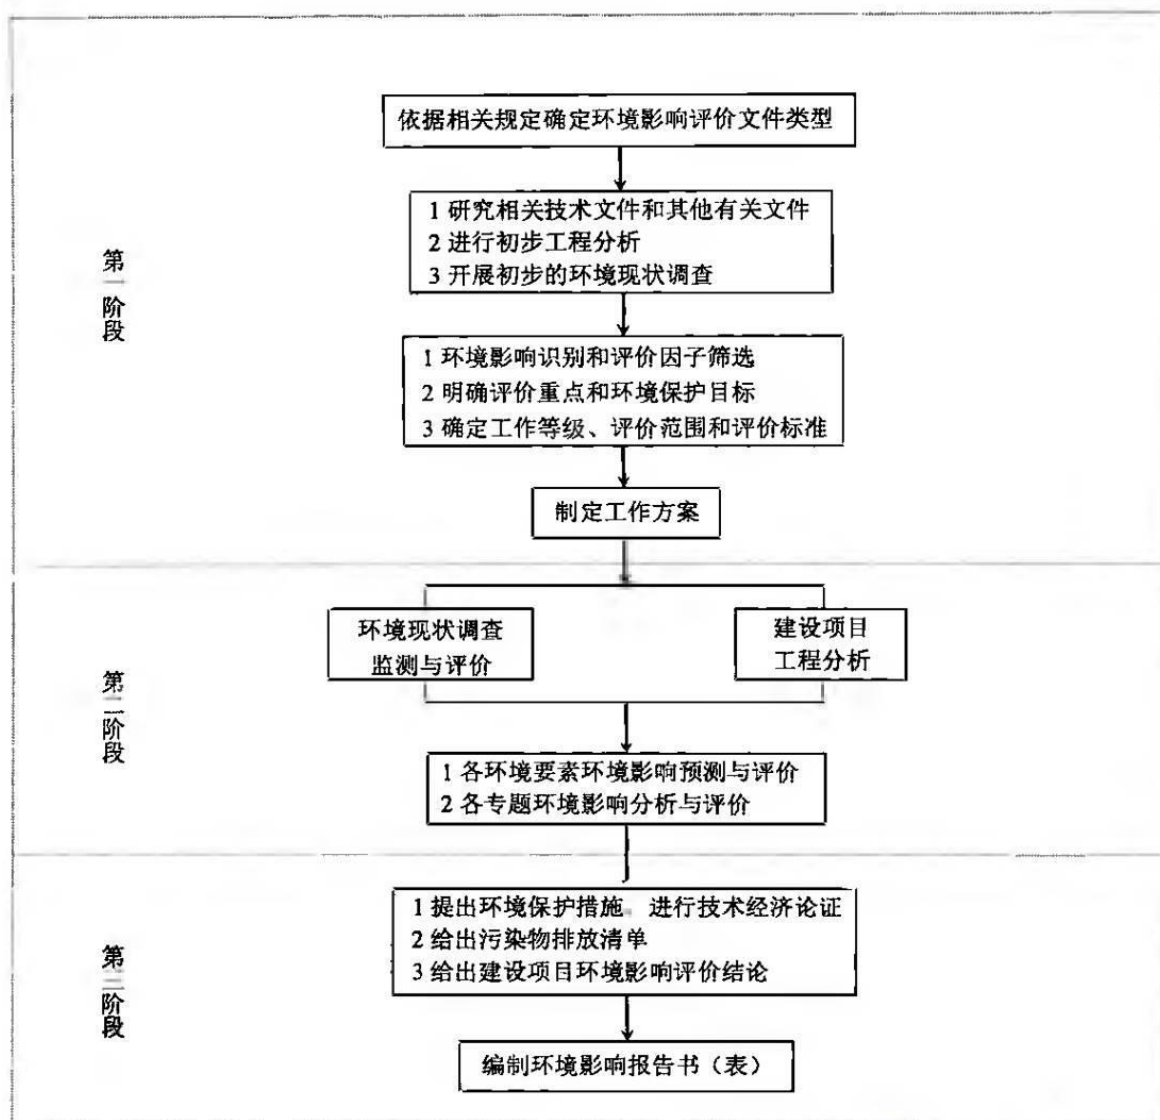 依据相关规定确定环境影响评价文件类型
1 研究相关技术文件和其他有关文件
2 进行初步工程分析
3 开展初步的环境现状调查
第一阶段
1 环境影响识别和评价因子筛选
2 明确评价重点和环境保护目标
3 确定工作等级、评价范围和评价标准
制定工作方案
环境现状调查
监测与评价
建设项目
工程分析
第二阶段
1 各环境要素环境影响预测与评价
2 各专题环境影响分析与评价
1 提出环境保护措施,进行技术经济论证
2 给出污染物排放清单
3 给出建设项目环境影响评价结论
第三阶段
编制环境影响报告书（表）